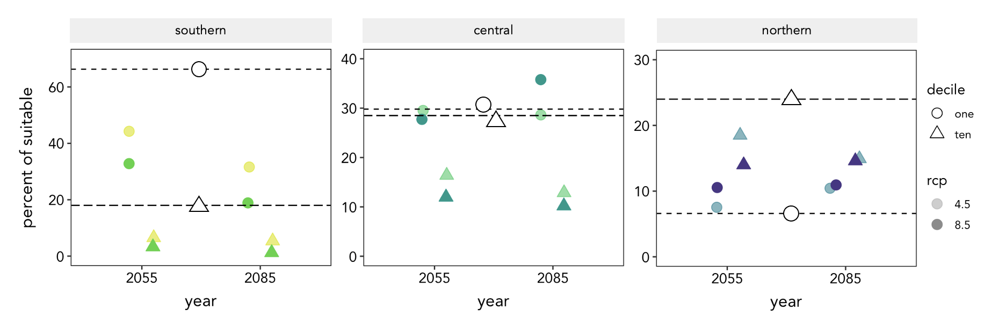 southern
central
northern
percent of suitable
60
40
20
0
2055
2085
year
40
30
20
10
0
2055
2085
year
30
20
10
0
2055
2085
year
decile
one
ten
rcp
4.5
8.5